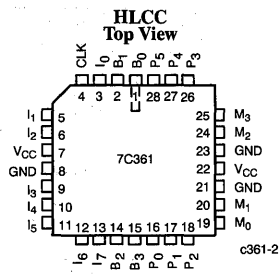 HLCC
Top View
CLK I₀ B₁ B₀ P₅ P₄ P₃
4 3 2 1 28 27 26
I₁ 5 25 M₃
I₂ 6 24 M₂
V_CC 7 23 GND
GND 8 7C361 22 V_CC
I₃ 9 21 GND
I₄ 10 20 M₁
I₅ 11 19 M₀
12 13 14 15 16 17 18
I₆ I₇ B₂ B₃ P₀ P₁ P₂
c361-2